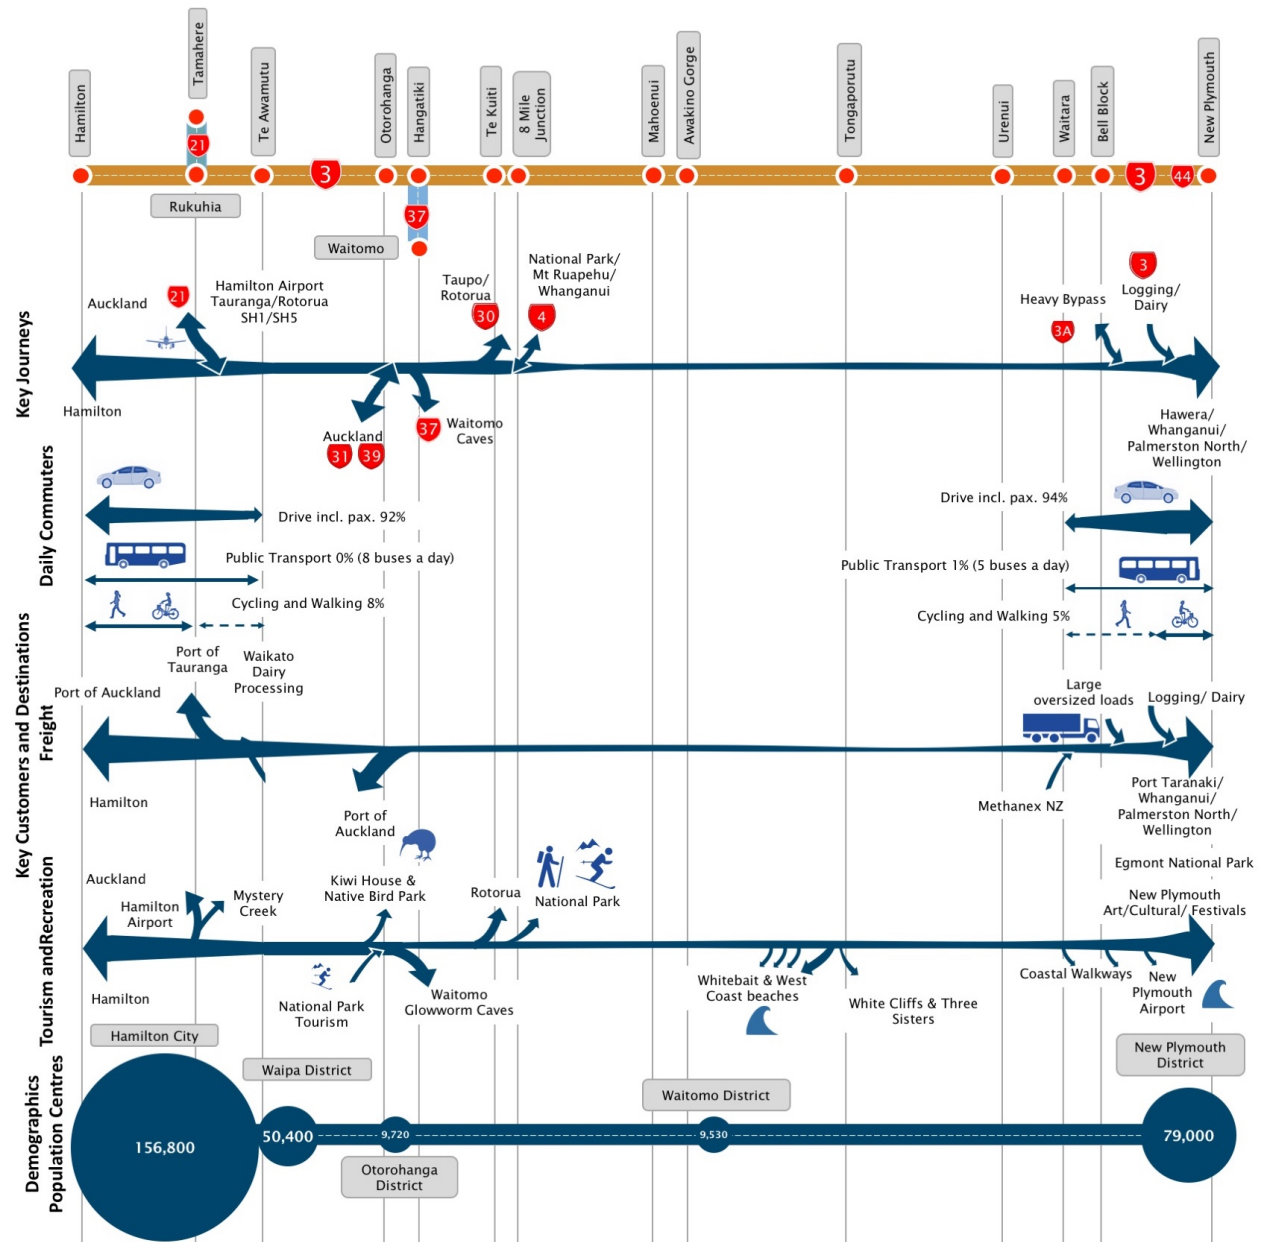 Hamilton
Tamahere
Te Awamutu
Otorohanga
Hangatiki
Te Kuiti
8 Mile
Junction
Mahoenui
Awakino Gorge
Tongaporutu
Urenui
Waitara
Bell Block
New Plymouth
21
3
3
44
Rukuhia
37
Waitomo
Key Journeys
Auckland
21
Hamilton Airport
Tauranga/Rotorua
SH1/SH5
Taupo/
Rotorua
30
National Park/
Mt Ruapehu/
Whanganui
4
3
Heavy Bypass
3A
Logging/
Dairy
Hamilton
Auckland
31
39
37
Waitomo
Caves
Hawera/
Whanganui/
Palmerston North/
Wellington
Key Customers and Destinations
Daily Commuters
Drive incl. pax. 92%
Drive incl. pax. 94%
Public Transport 0% (8 buses a day)
Public Transport 1% (5 buses a day)
Cycling and Walking 8%
Cycling and Walking 5%
Freight
Port of Auckland
Port of
Tauranga
Waikato
Dairy
Processing
Large
oversized loads
Logging/ Dairy
Hamilton
Port of
Auckland
Methanex NZ
Port Taranaki/
Whanganui/
Palmerston North/
Wellington
Tourism andRecreation
Auckland
Hamilton
Airport
Mystery
Creek
Kiwi House &
Native Bird Park
Rotorua
National Park
Egmont National Park
New Plymouth
Art/Cultural/ Festivals
Hamilton
National Park
Tourism
Waitomo
Glowworm Caves
Whitebait & West
Coast beaches
White Cliffs & Three
Sisters
Coastal Walkways
New
Plymouth
Airport
Demographics
Population Centres
Hamilton City
Waipa District
Otorohanga
District
Waitomo District
New Plymouth
District
156,800
50,400
9,720
9,530
79,000